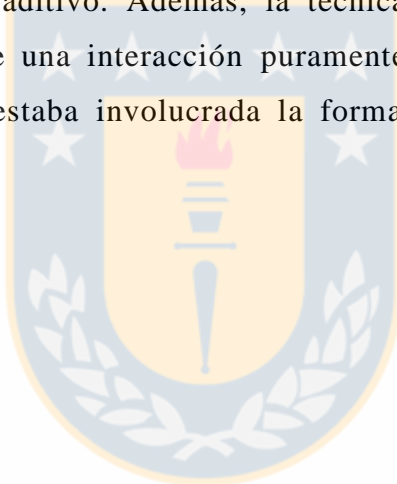 aditivo. Además, la técnica
una interacción puramente
estaba involucrada la forma